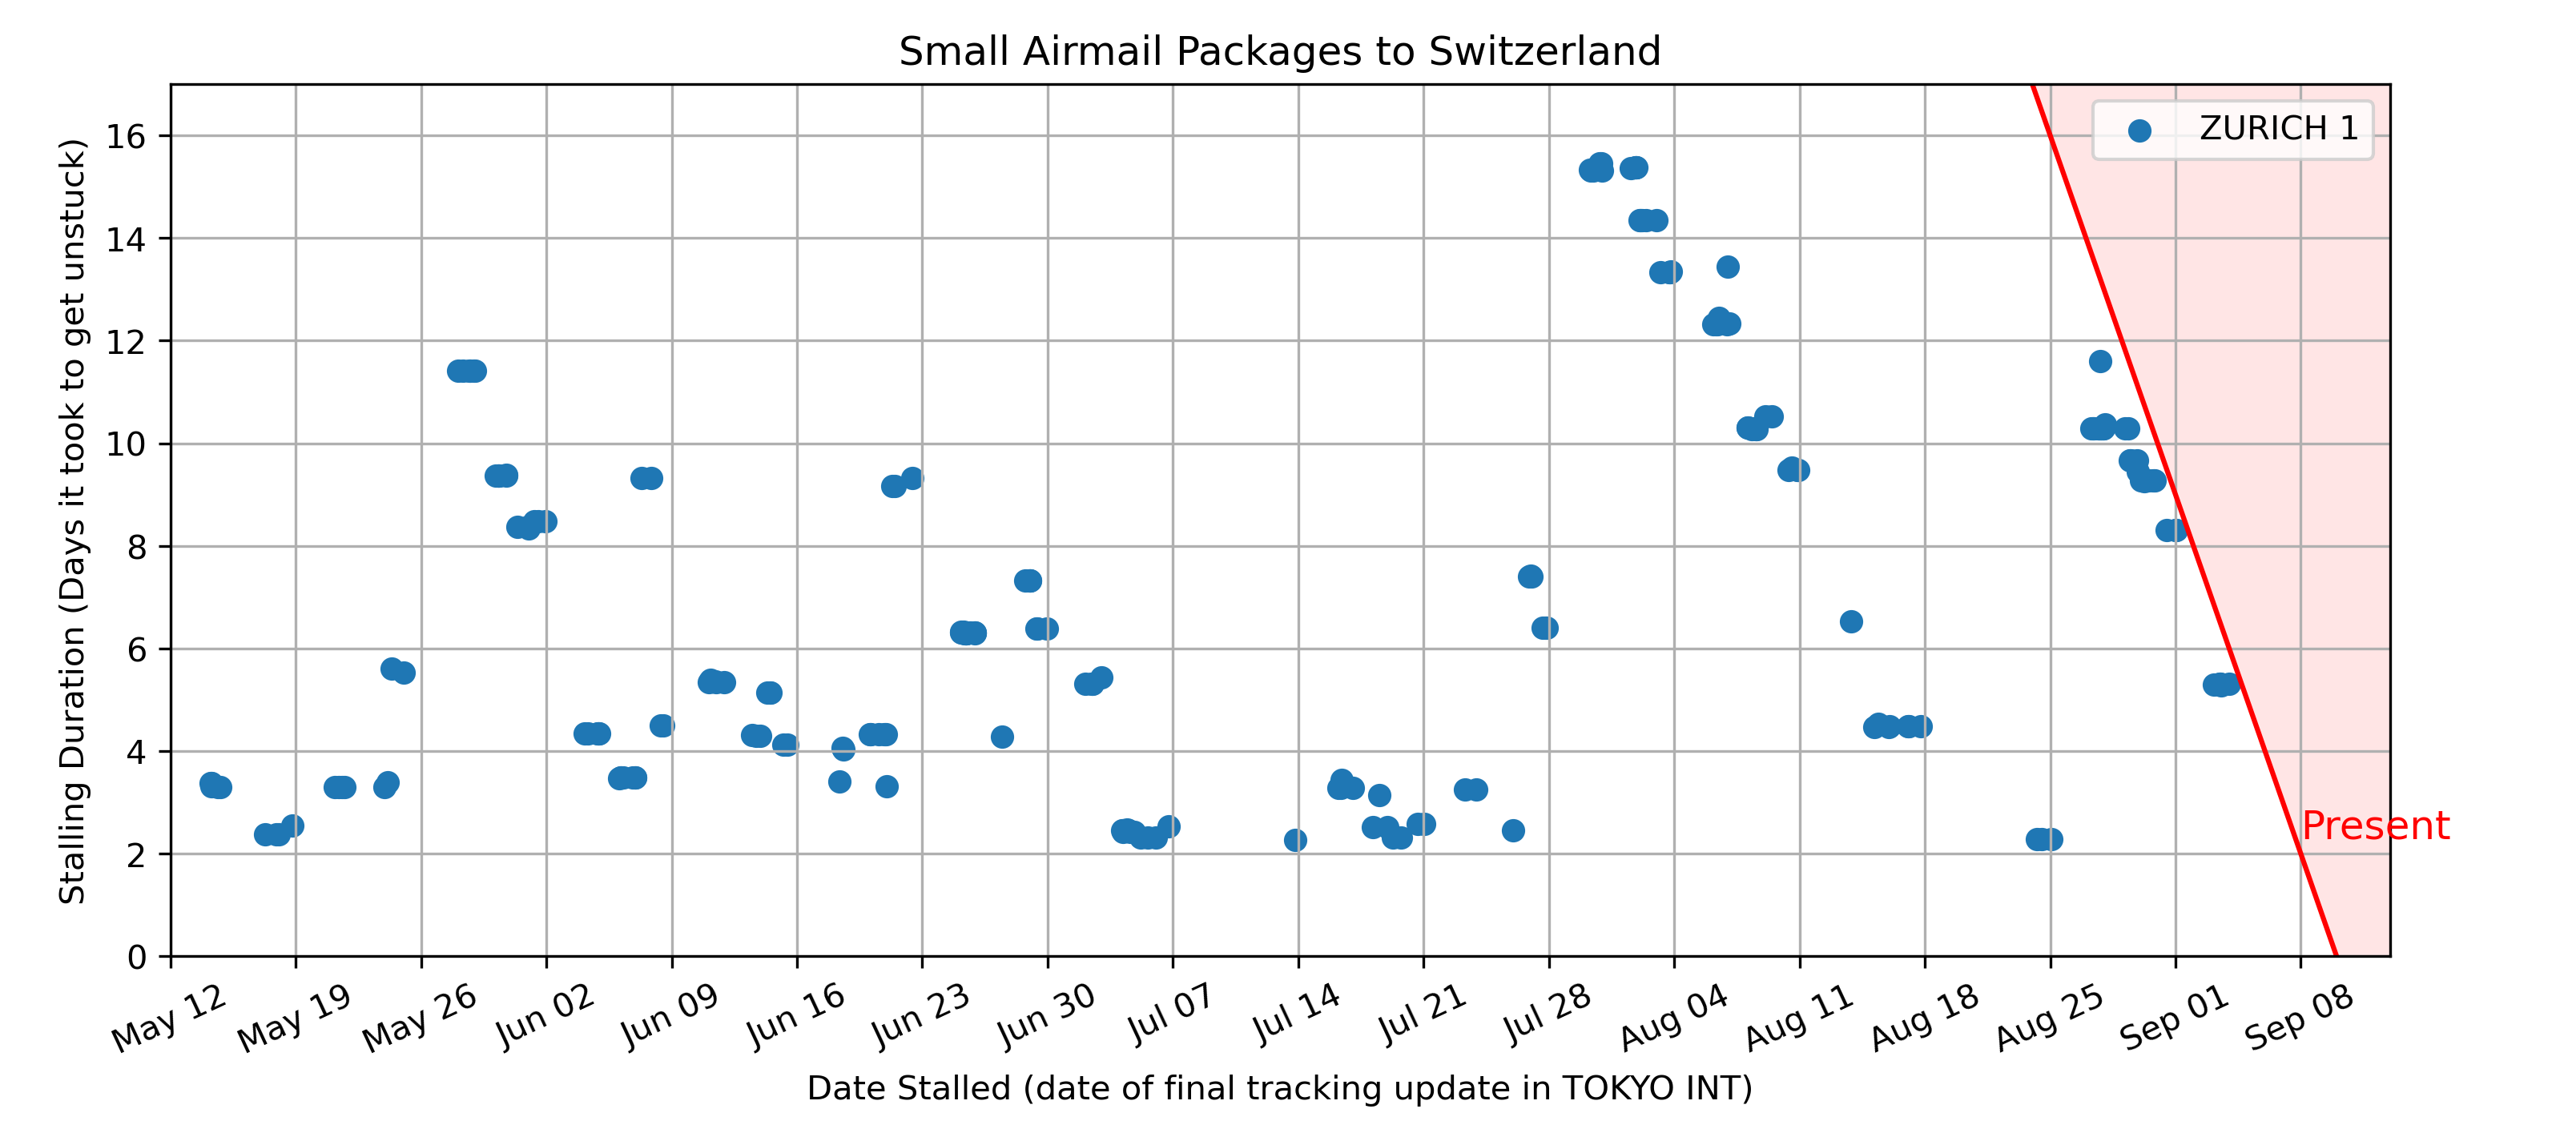 Small Airmail Packages to Switzerland
ZURICH 1
Present
Stalling Duration (Days it took to get unstuck)
16
14
12
10
8
6
4
2
0
May 12
May 19
May 26
Jun 02
Jun 09
Jun 16
Jun 23
Jun 30
Jul 07
Jul 14
Jul 21
Jul 28
Aug 04
Aug 11
Aug 18
Aug 25
Sep 01
Sep 08
Date Stalled (date of final tracking update in TOKYO INT)